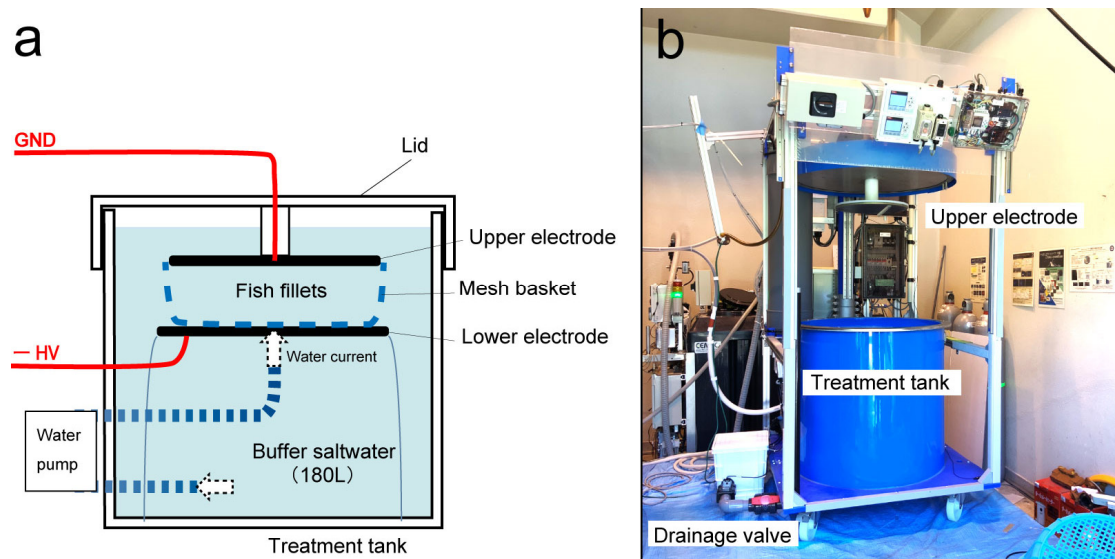 a
GND
Lid
Upper electrode
Fish fillets
Mesh basket
Lower electrode
— HV
Water current
Water
pump
Buffer saltwater
(180L)
Treatment tank
b
Upper electrode
Treatment tank
Drainage valve